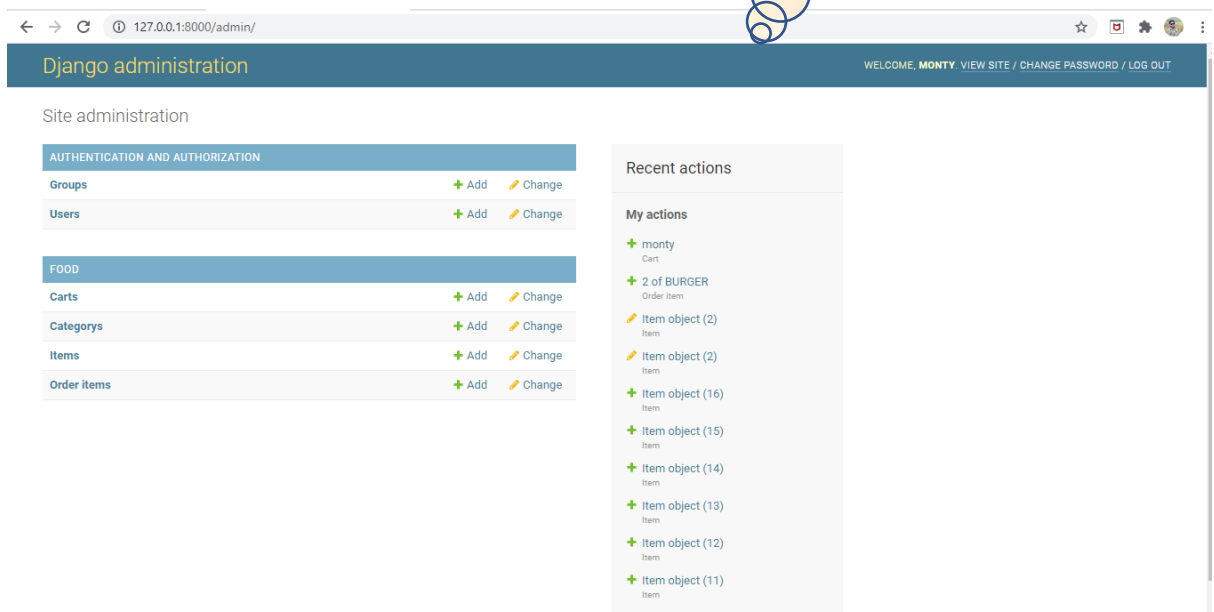 127.0.0.1:8000/admin/
Django administration
WELCOME, MONTY. VIEW SITE / CHANGE PASSWORD / LOG OUT
Site administration
AUTHENTICATION AND AUTHORIZATION
Groups + Add Change
Users + Add Change
FOOD
Carts + Add Change
Categorys + Add Change
Items + Add Change
Order items + Add Change
Recent actions
My actions
+ monty
Cart
+ 2 of BURGER
Order item
Item object (2)
Item
Item object (2)
Item
+ Item object (16)
Item
+ Item object (15)
Item
+ Item object (14)
Item
+ Item object (13)
Item
+ Item object (12)
Item
+ Item object (11)
Item